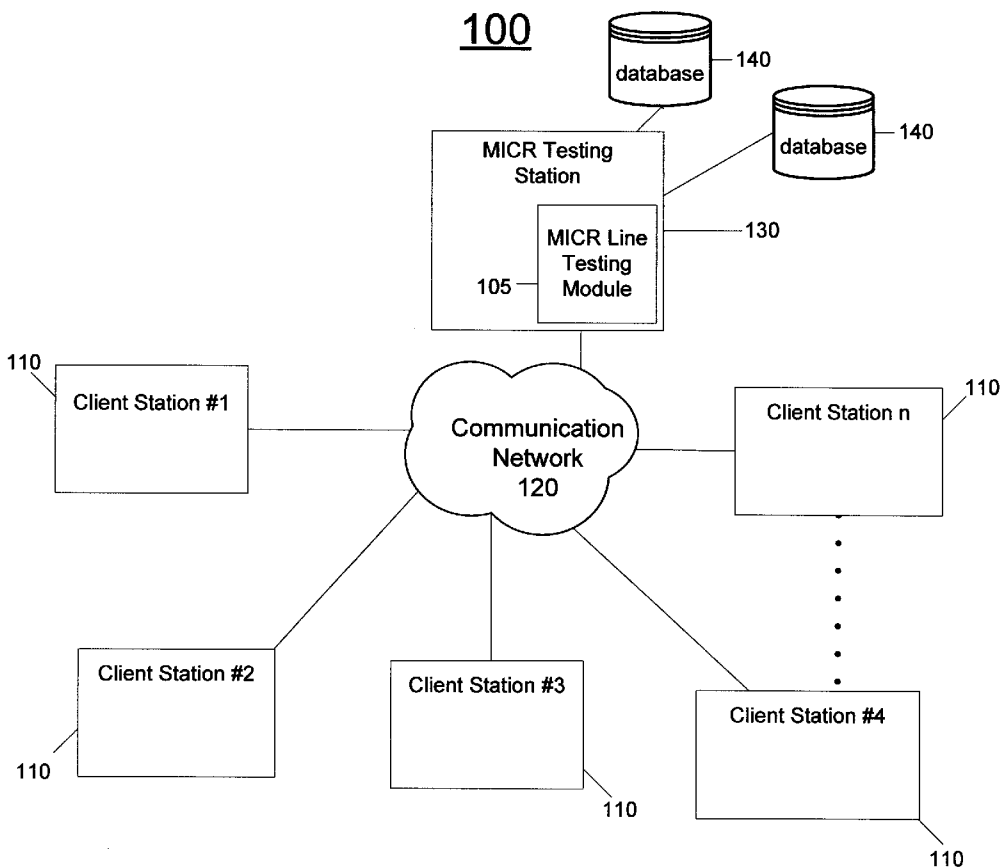 100
database
140
database
140
MICR Testing
Station
130
MICR Line
Testing
Module
105
110
Client Station #1
Communication
Network
120
Client Station n
110
Client Station #2
110
Client Station #3
110
Client Station #4
110